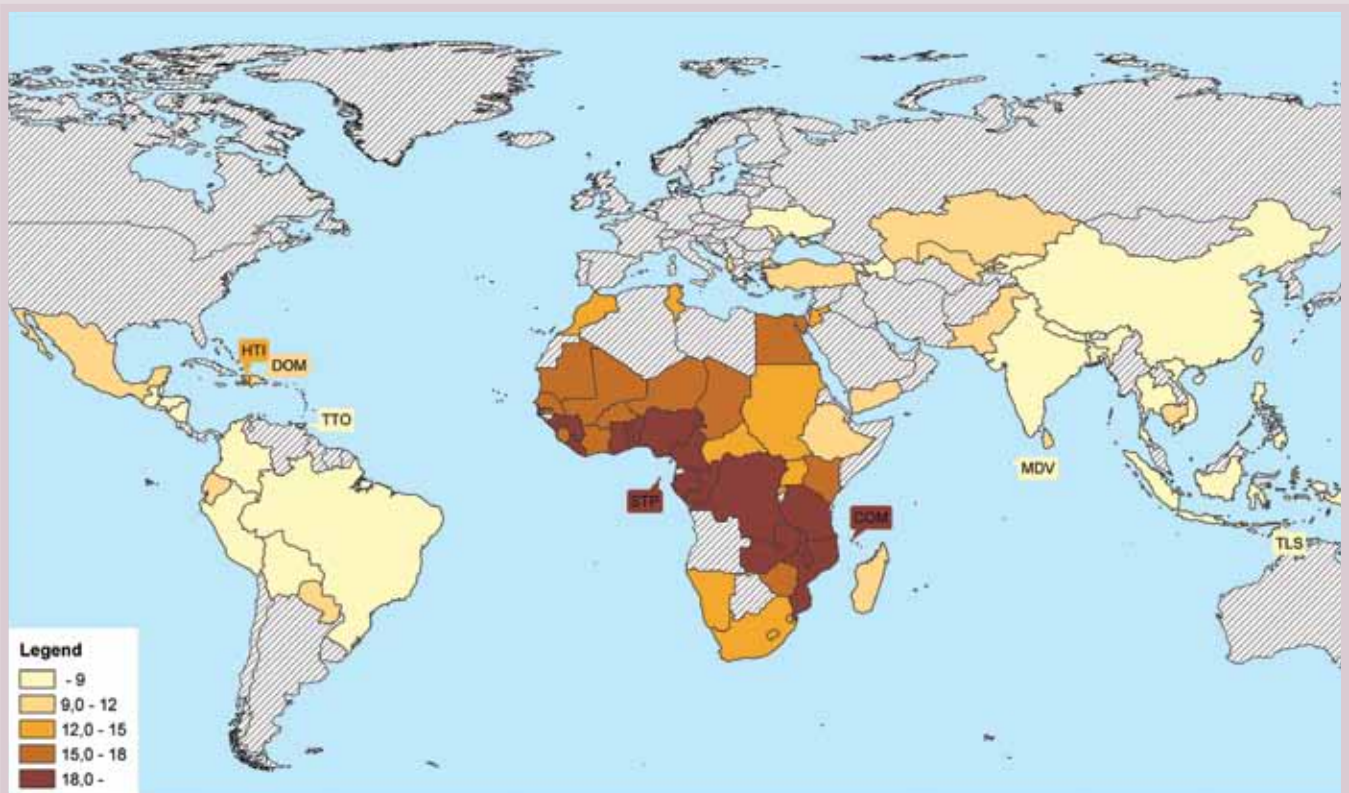 HTI
DOM
TTO
STP
COM
MDV
TLS
Legend
- 9
9,0 - 12
12,0 - 15
15,0 - 18
18,0 -